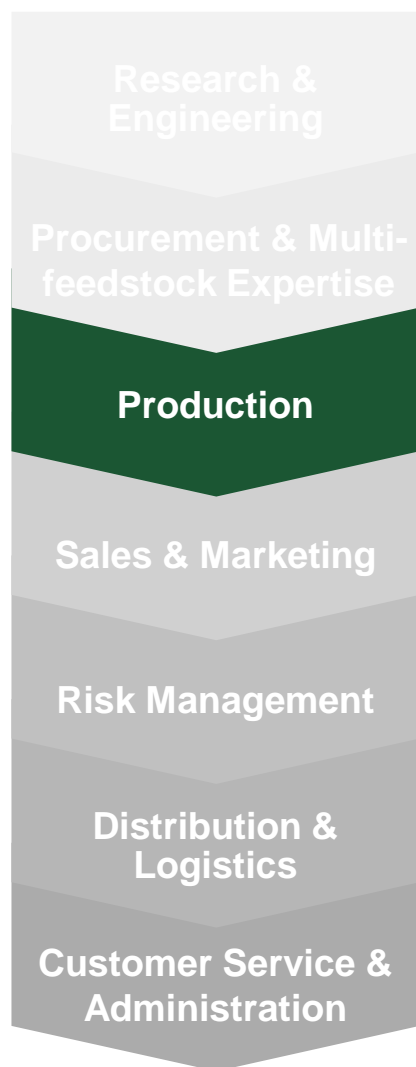 Research &
Engineering
Procurement & Multi-
feedstock Expertise
Production
Sales & Marketing
Risk Management
Distribution &
Logistics
Customer Service &
Administration